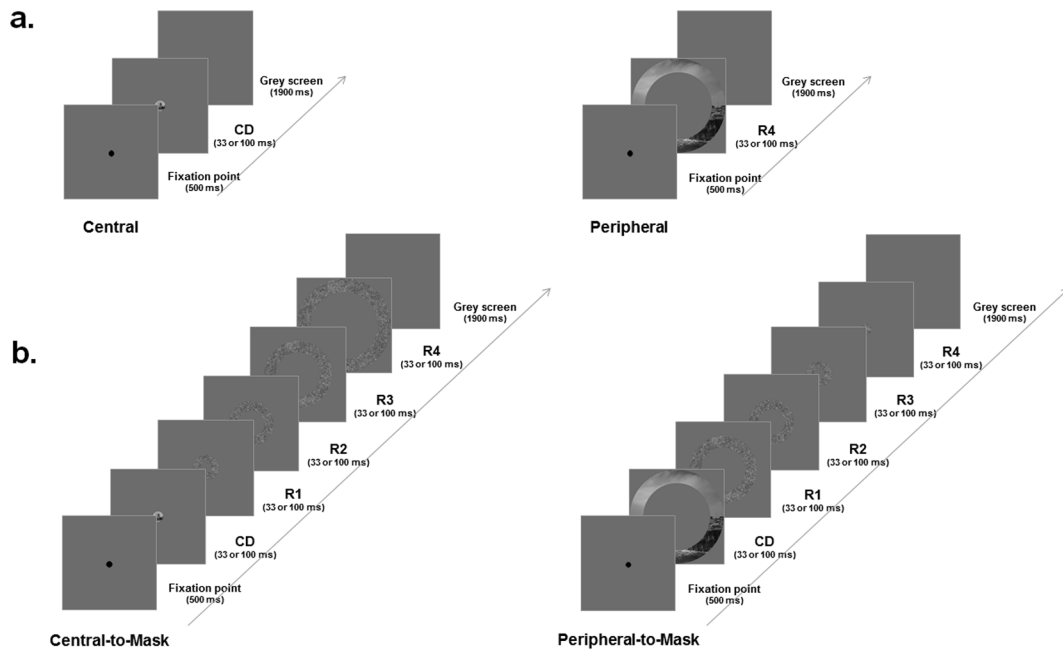 a.
Grey screen
(1900 ms)
CD
(33 or 100 ms)
Fixation point
(500 ms)
Central
Grey screen
(1900 ms)
R4
(33 or 100 ms)
Fixation point
(500 ms)
Peripheral
b.
Grey screen
(1900 ms)
R4
(33 or 100 ms)
R3
(33 or 100 ms)
R2
(33 or 100 ms)
R1
(33 or 100 ms)
CD
(33 or 100 ms)
Fixation point
(500 ms)
Central-to-Mask
Grey screen
(1900 ms)
R4
(33 or 100 ms)
R3
(33 or 100 ms)
R2
(33 or 100 ms)
R1
(33 or 100 ms)
CD
(33 or 100 ms)
Fixation point
(500 ms)
Peripheral-to-Mask